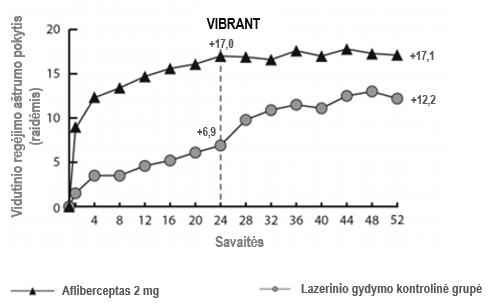 VIBRANT
Vidutinio regėjimo aštrumo pokytis
(raidėmis)
20
15
10
5
0
+17,0
+17,1
+6,9
+12,2
4 8 12 16 20 24 28 32 36 40 44 48 52
Savaitės
Afliberceptas 2 mg
Lazerinio gydymo kontrolinė grupė